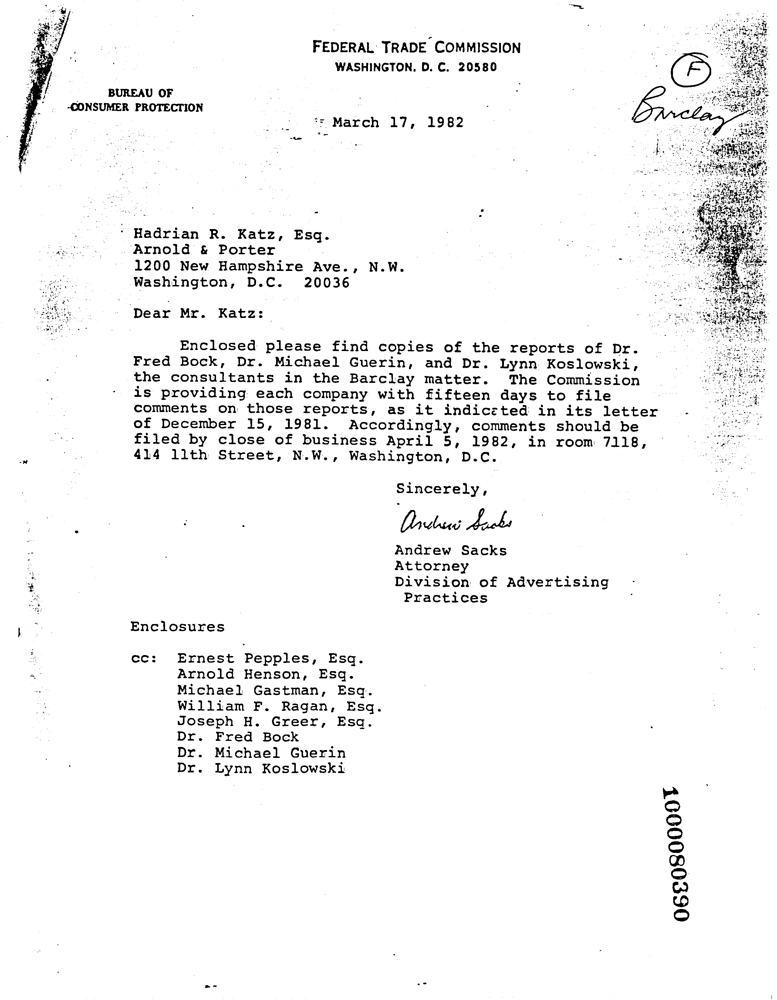 FEDERAL TRADE COMMISSION
WASHINGTON, D. C. 20580
BUREAU OF
CONSUMER PROTECTION
F
Barclay
March 17, 1982
Hadrian R. Katz, Esq.
Arnold & Porter
1200 New Hampshire Ave., N.W.
Washington, D.C. 20036
Dear Mr. Katz:
Enclosed please find copies of the reports of Dr.
Fred Bock, Dr. Michael Guerin, and Dr. Lynn Koslowski,
the consultants in the Barclay matter. The Commission
is providing each company with fifteen days to file
comments on those reports, as it indicated in its letter
of December 15, 1981. Accordingly, comments should be
filed by close of business April 5, 1982, in room 7118,
414 11th Street, N.W., Washington, D.C.
Sincerely,
Andrew Sacks
Andrew Sacks
Attorney
Division of Advertising
Practices
Enclosures
cc: Ernest Pepples, Esq.
Arnold Henson, Esq.
Michael Gastman, Esq.
William F. Ragan, Esq.
Joseph H. Greer, Esq.
Dr. Fred Bock
Dr. Michael Guerin
Dr. Lynn Koslowski
1000080390